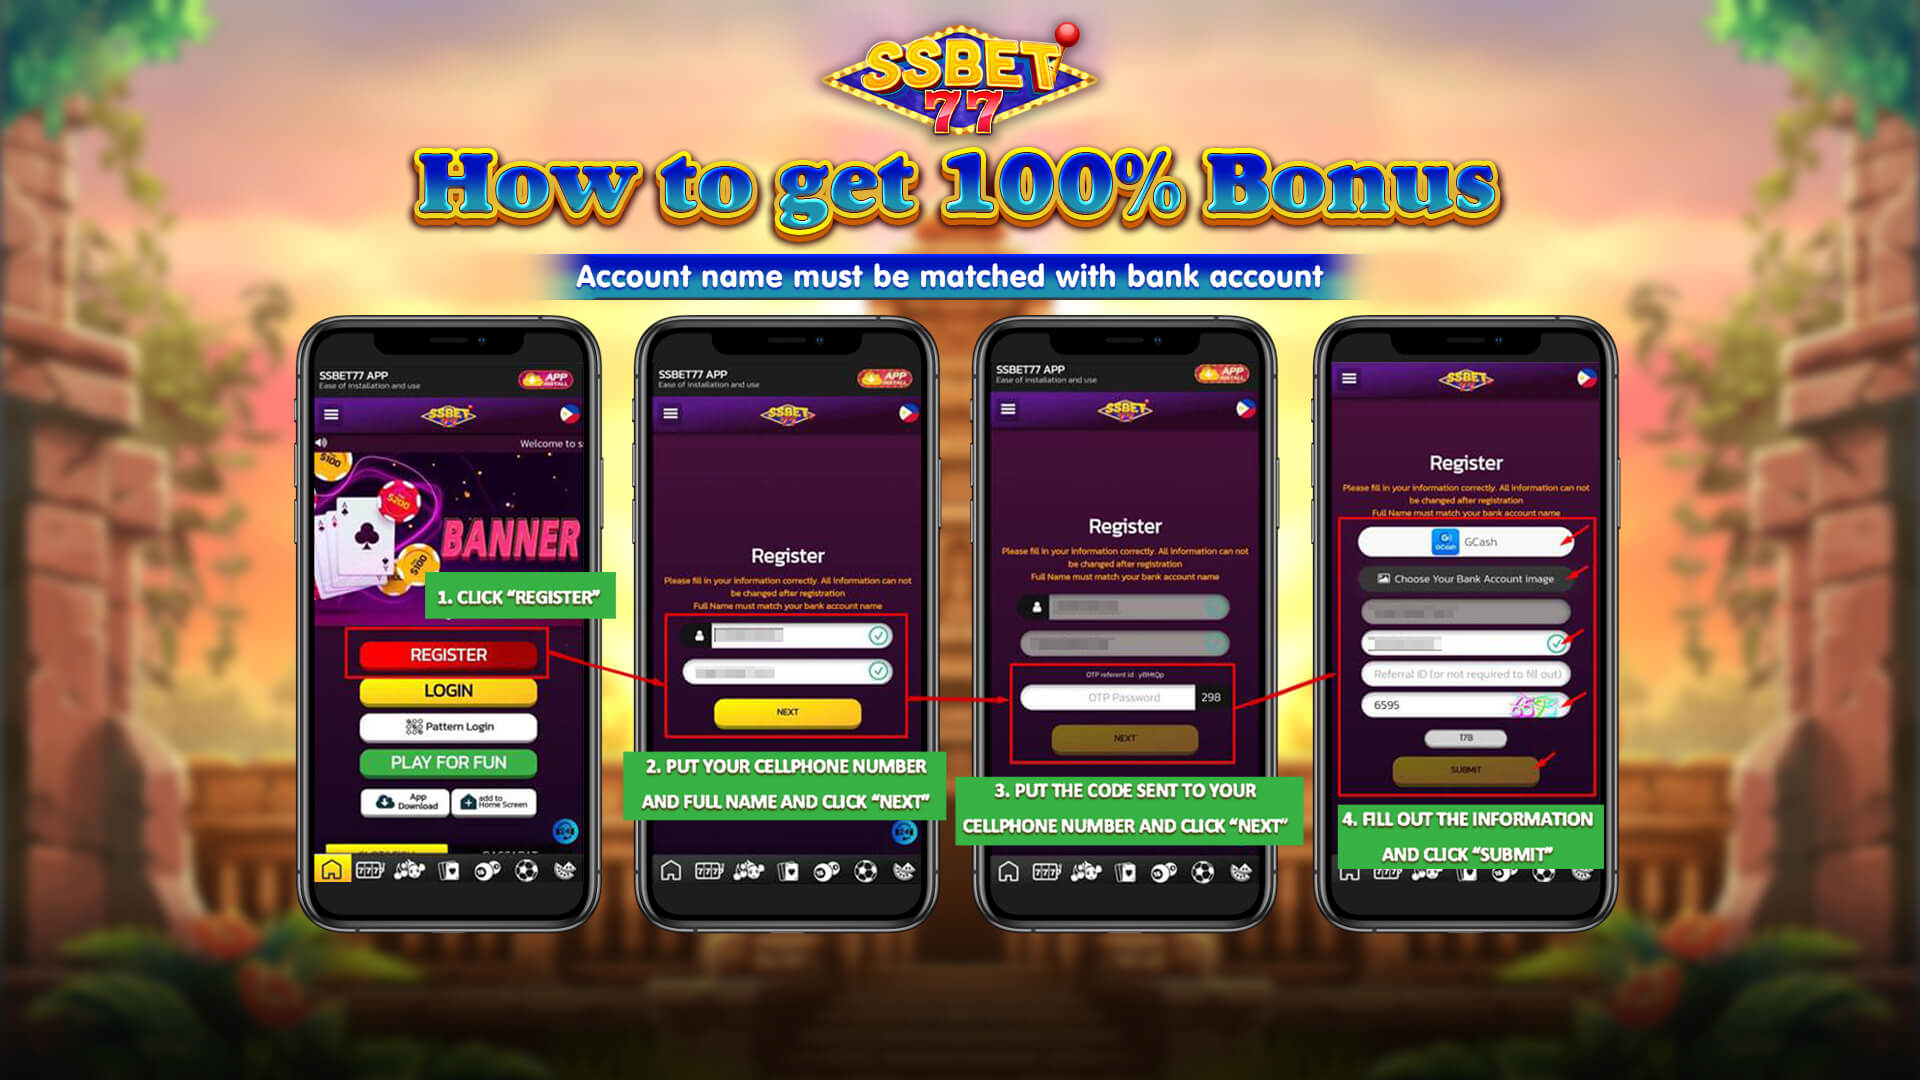 SSBET
77
How to get 100% Bonus
Account name must be matched with bank account
SSBET77 APP
Ease of installation and use
APP
INSTALL
SSBET
77
Welcome to s
$100
$200
$100
BANNER
1. CLICK “REGISTER”
REGISTER
LOGIN
Pattern Login
PLAY FOR FUN
App
Download
add to
Home Screen
SSBET77 APP
Ease of installation and use
APP
INSTALL
SSBET
77
Register
Please fill in your information correctly. All information can not
be changed after registration
Full Name must match your bank account name
NEXT
2. PUT YOUR CELLPHONE NUMBER
AND FULL NAME AND CLICK “NEXT”
SSBET77 APP
Ease of installation and use
APP
INSTALL
SSBET
77
Register
Please fill in your information correctly. All information can not
be changed after registration
Full Name must match your bank account name
OTP referent id : yBMtQp
OTP Password
298
NEXT
3. PUT THE CODE SENT TO YOUR
CELLPHONE NUMBER AND CLICK “NEXT”
SSBET
77
Register
Please fill in your information correctly. All information can not
be changed after registration
Full Name must match your bank account name
GCash
GCash
Choose Your Bank Account image
Referral ID (or not required to fill out)
6595
178
SUBMIT
4. FILL OUT THE INFORMATION
AND CLICK “SUBMIT”